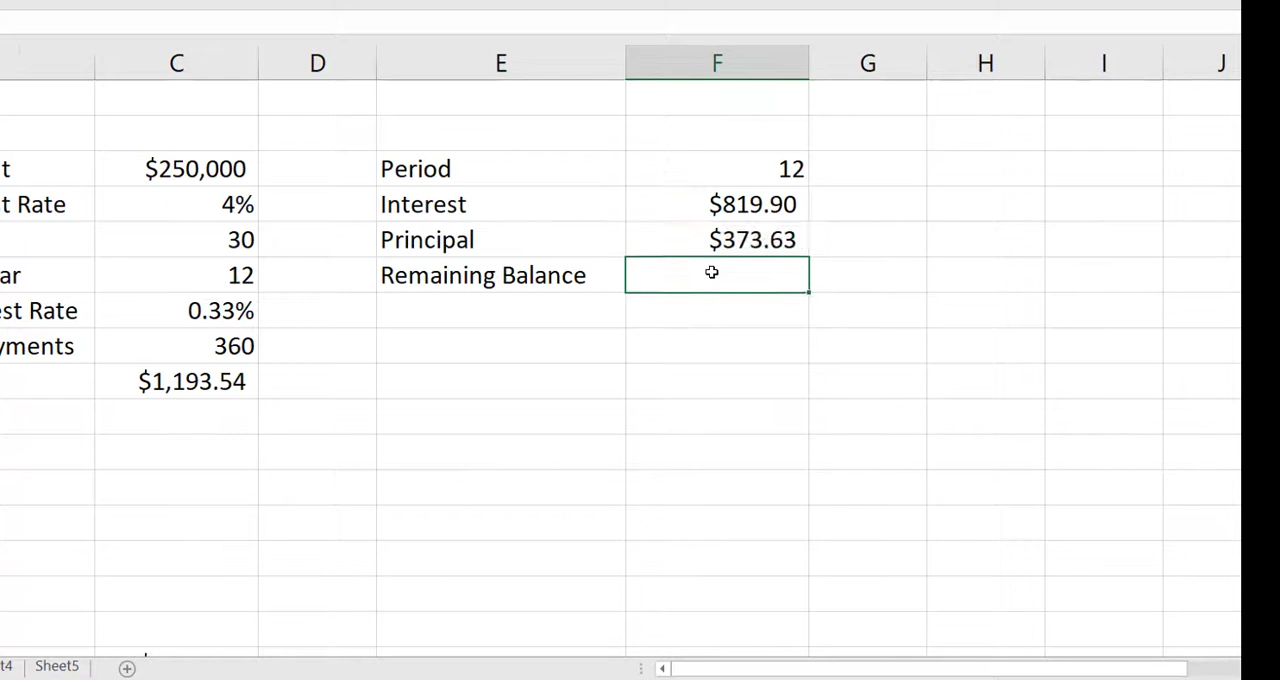 C D E F G H I J
t $250,000 Period 12
t Rate 4% Interest $819.90
30 Principal $373.63
ar 12 Remaining Balance
est Rate 0.33%
yments 360
$1,193.54
t4 Sheet5